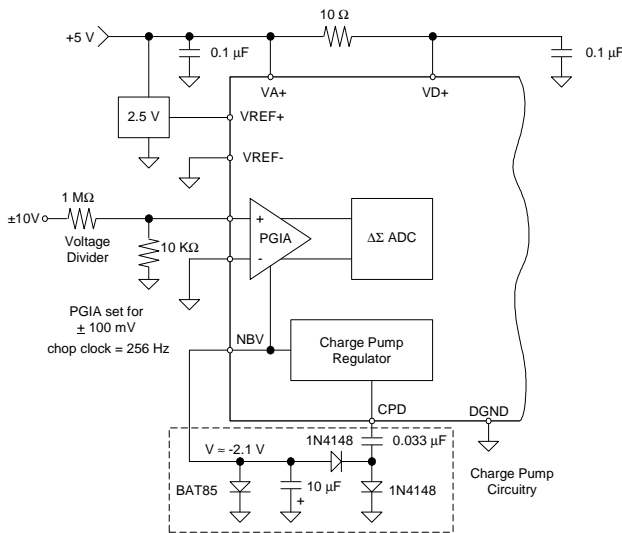 10 Ω
+5 V
0.1 µF
0.1 µF
VA+
VD+
2.5 V
VREF+
VREF-
1 MΩ
±10V
+
PGIA
-
ΔΣ ADC
Voltage
Divider
10 KΩ
PGIA set for
± 100 mV
chop clock = 256 Hz
NBV
Charge Pump
Regulator
CPD
DGND
V = -2.1 V
1N4148
0.033 µF
BAT85
10 µF
+
1N4148
Charge Pump
Circuitry